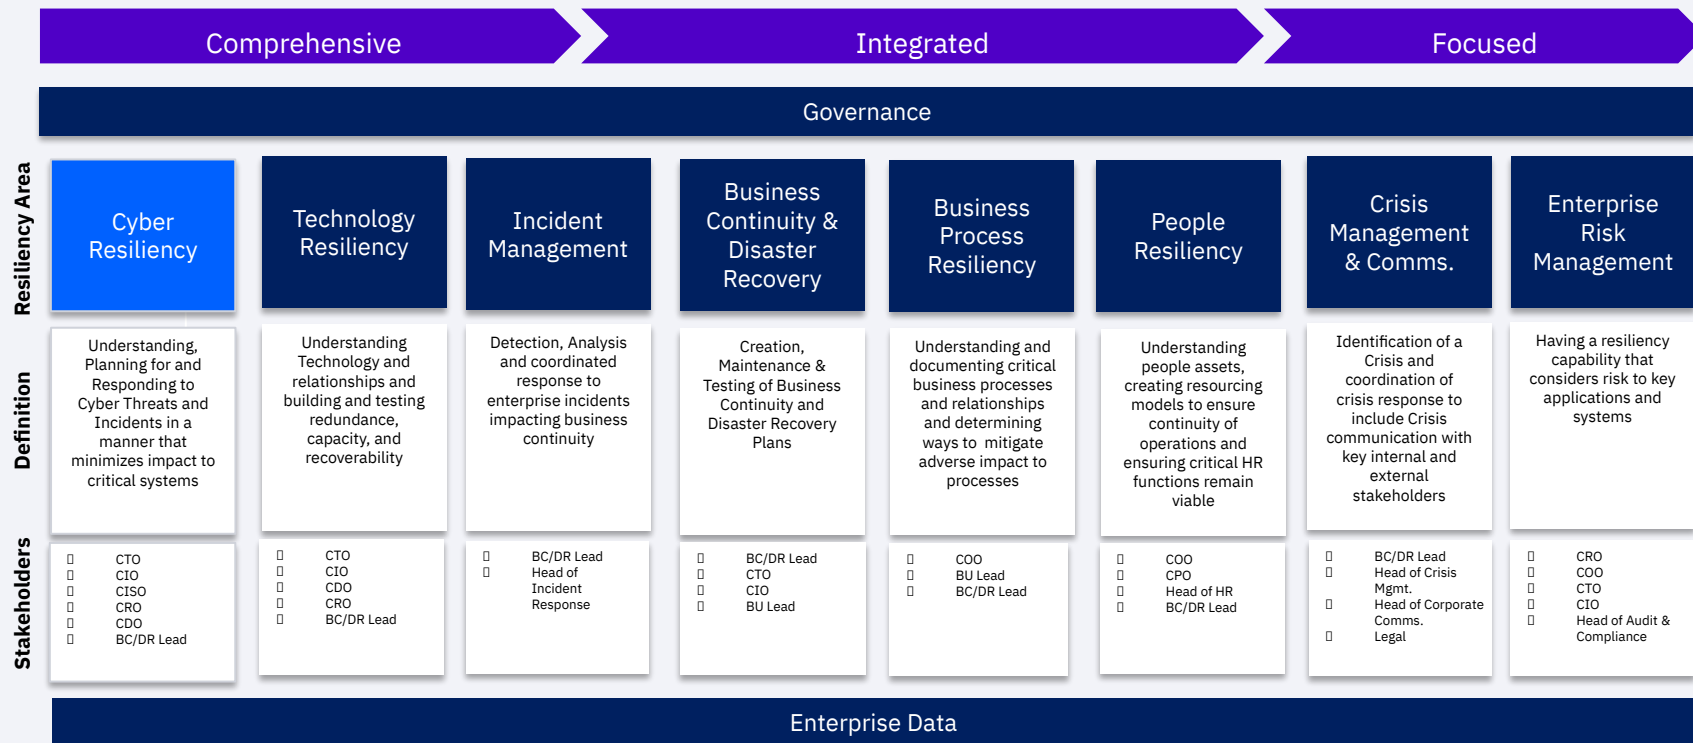 Comprehensive
Integrated
Focused
Governance
Resiliency Area
Cyber
Resiliency
Technology
Resiliency
Incident
Management
Business
Continuity &
Disaster
Recovery
Business
Process
Resiliency
People
Resiliency
Crisis
Management
& Comms.
Enterprise
Risk
Management
Definition
Understanding,
Planning for and
Responding to
Cyber Threats and
Incidents in a
manner that
minimizes impact to
critical systems
Understanding
Technology and
relationships and
building and testing
redundance,
capacity, and
recoverability
Detection, Analysis
and coordinated
response to
enterprise incidents
impacting business
continuity
Creation,
Maintenance &
Testing of Business
Continuity and
Disaster Recovery
Plans
Understanding and
documenting critical
business processes
and relationships
and determining
ways to mitigate
adverse impact to
processes
Understanding
people assets,
creating resourcing
models to ensure
continuity of
operations and
ensuring critical HR
functions remain
viable
Identification of a
Crisis and
coordination of
crisis response to
include Crisis
communication with
key internal and
external
stakeholders
Having a resiliency
capability that
considers risk to key
applications and
systems
Stakeholders
CTO
CIO
CISO
CRO
CDO
BC/DR Lead
CTO
CIO
CDO
CRO
BC/DR Lead
BC/DR Lead
Head of
Incident
Response
BC/DR Lead
CTO
CIO
BU Lead
COO
BU Lead
BC/DR Lead
COO
CPO
Head of HR
BC/DR Lead
BC/DR Lead
Head of Crisis
Mgmt.
Head of Corporate
Comms.
Legal
CRO
COO
CTO
CIO
Head of Audit &
Compliance
Enterprise Data